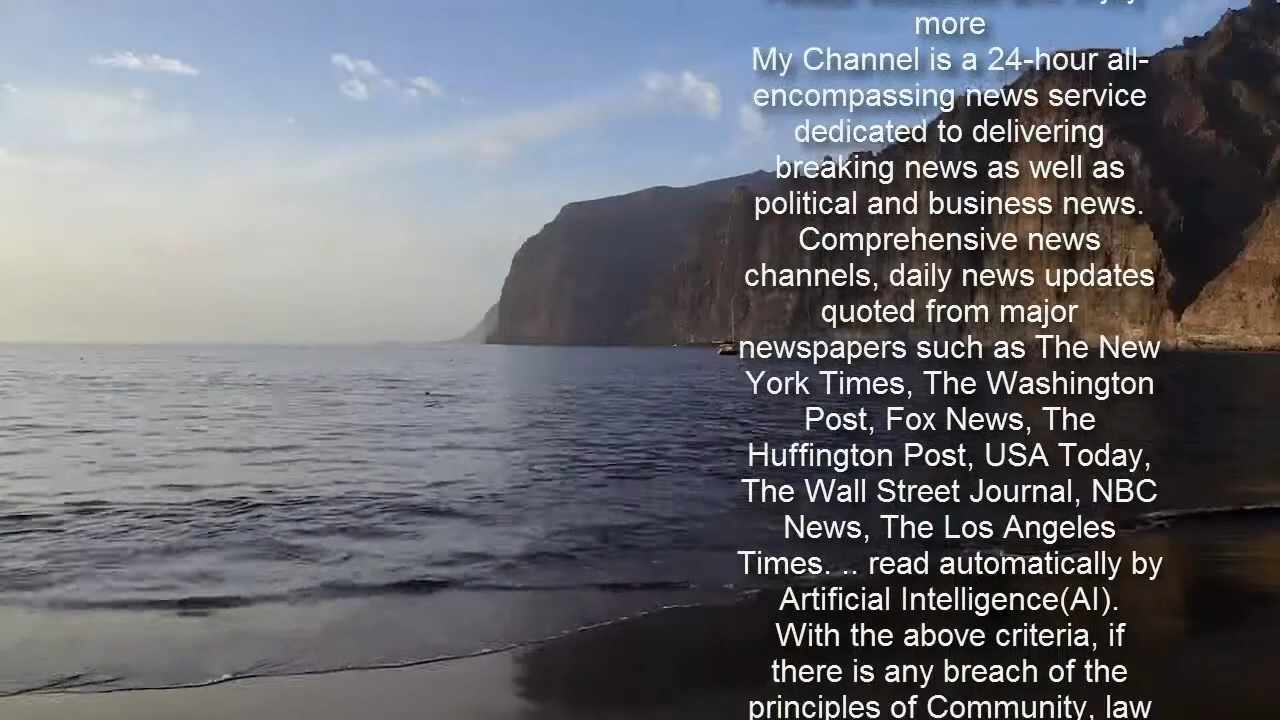 more
My Channel is a 24-hour all-
encompassing news service
dedicated to delivering
breaking news as well as
political and business news.
Comprehensive news
channels, daily news updates
quoted from major
newspapers such as The New
York Times, The Washington
Post, Fox News, The
Huffington Post, USA Today,
The Wall Street Journal, NBC
News, The Los Angeles
Times. .. read automatically by
Artificial Intelligence(AI).
With the above criteria, if
there is any breach of the
principles of Community, law